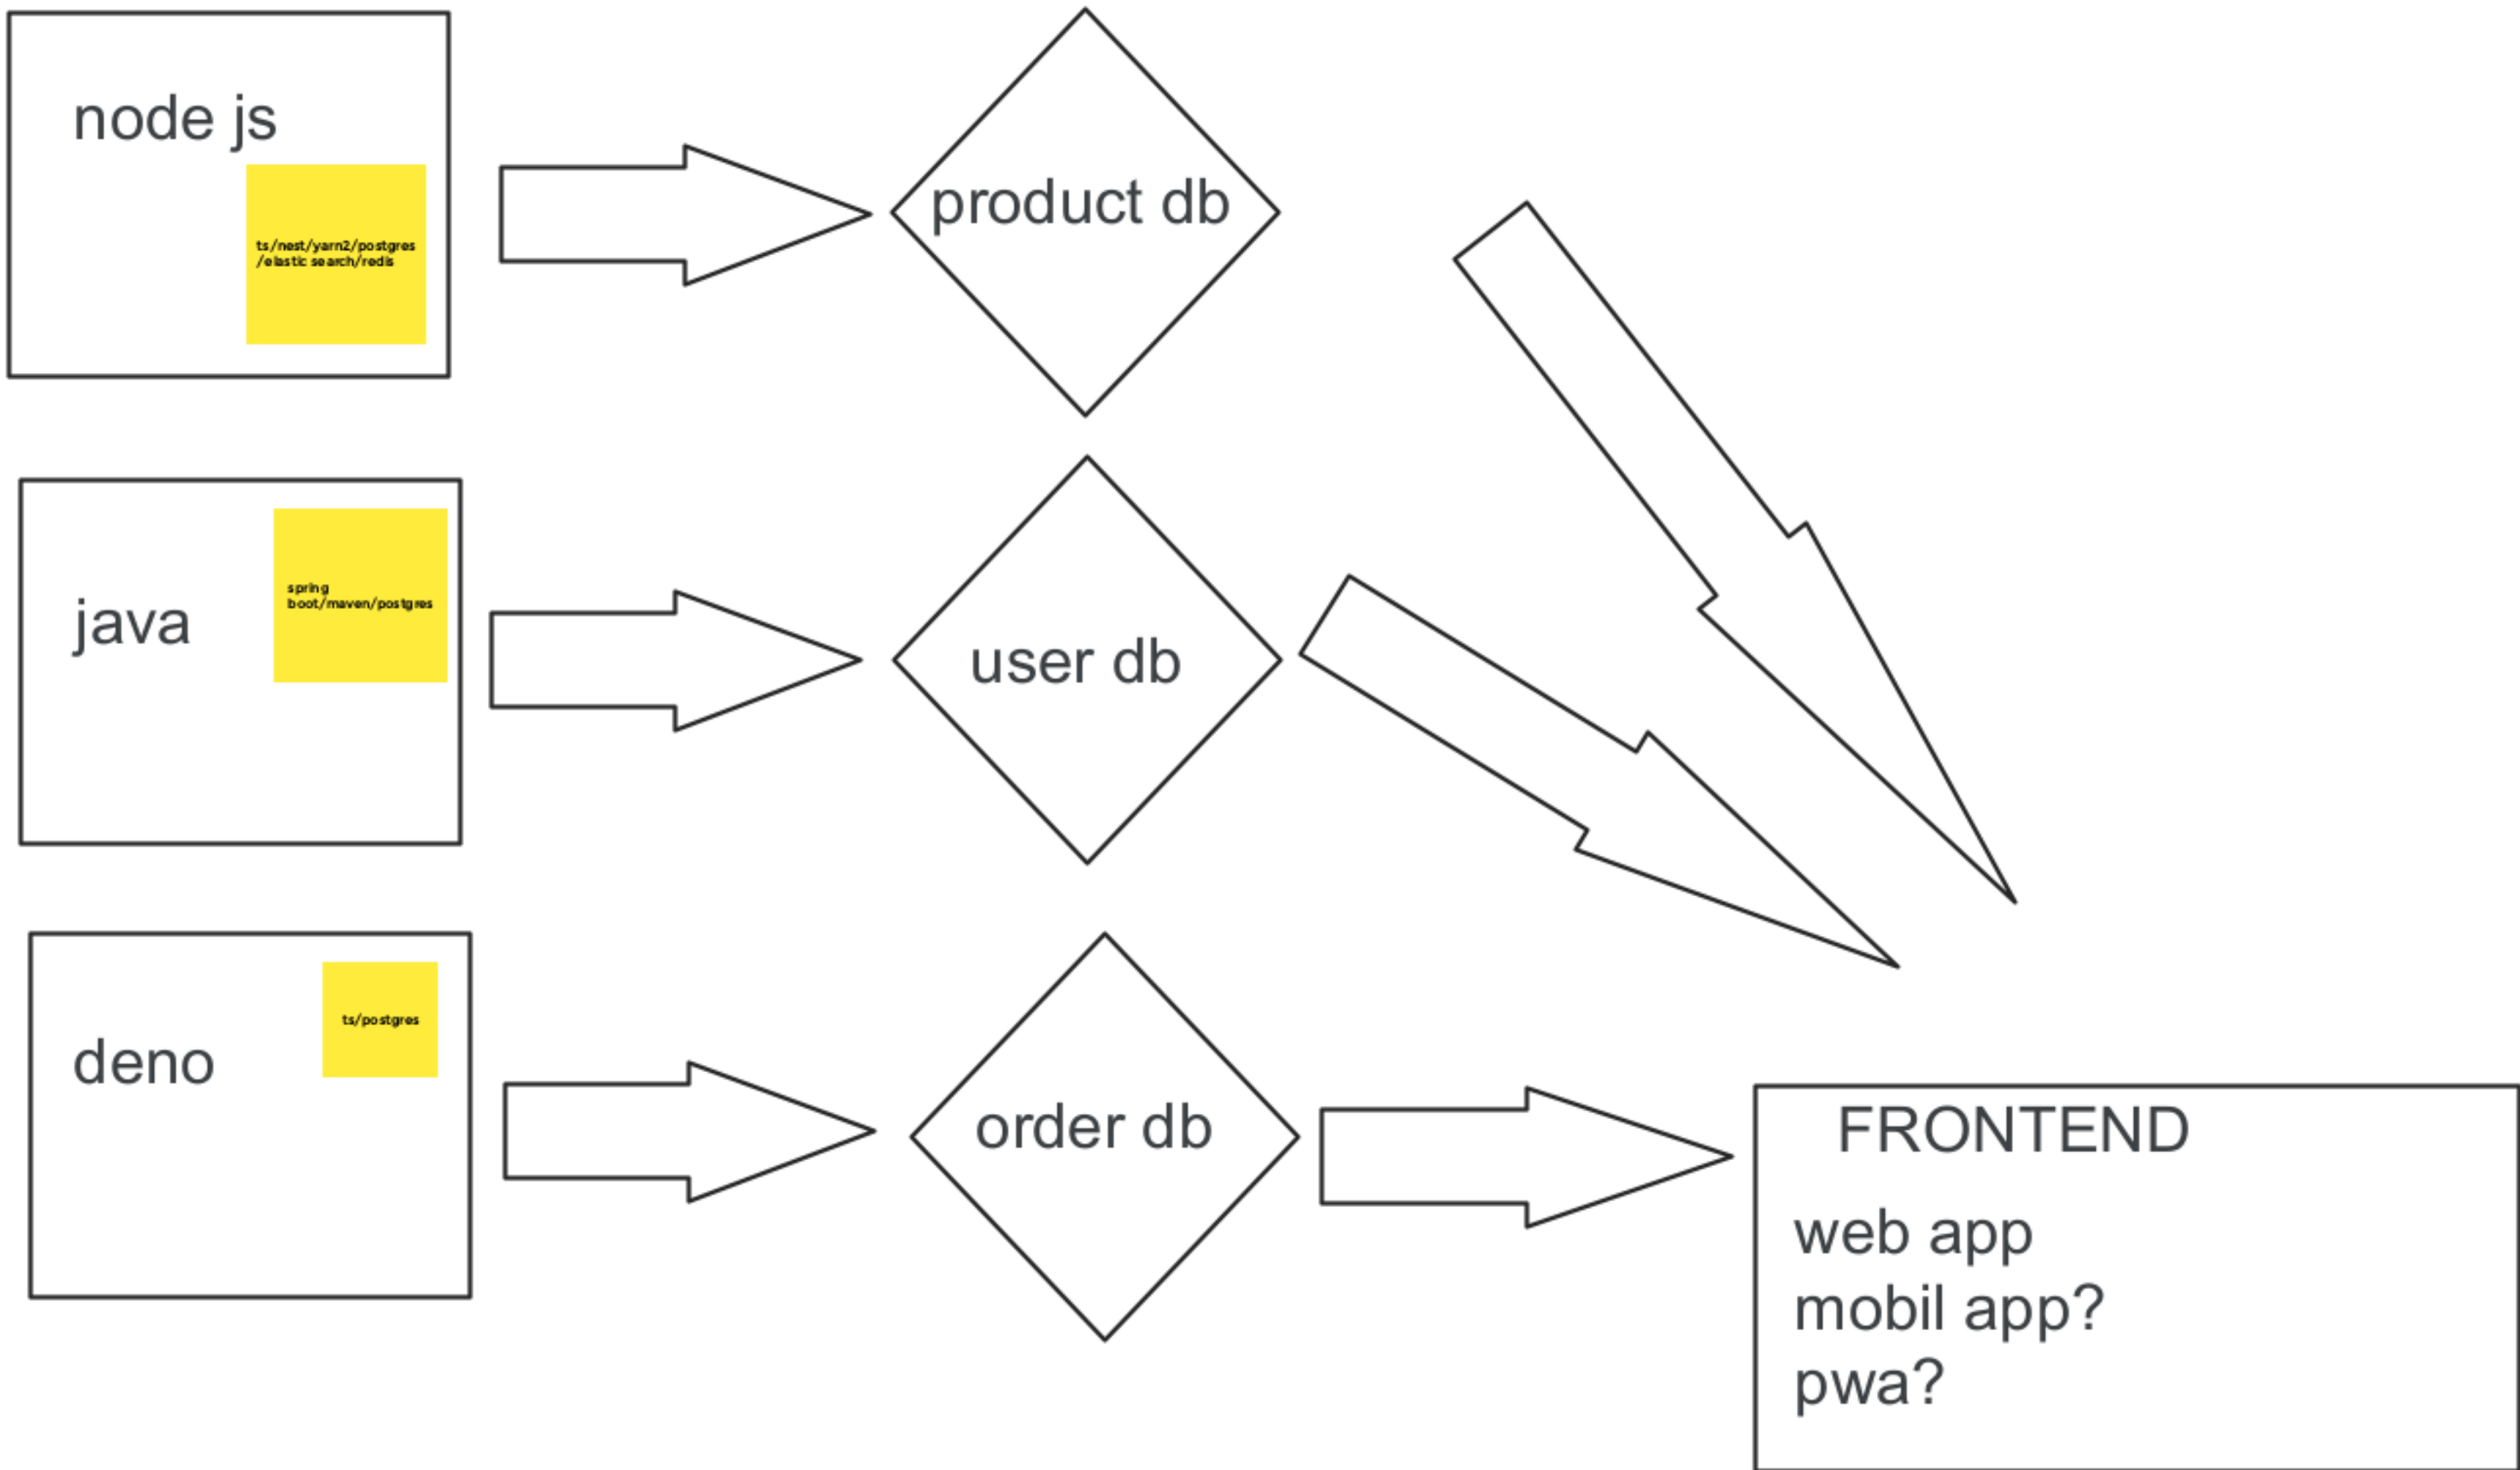 node js
ts/nest/yarn2/postgres
/elastic search/redis
product db
java
spring
boot/maven/postgres
user db
deno
ts/postgres
order db
FRONTEND
web app
mobil app?
pwa?